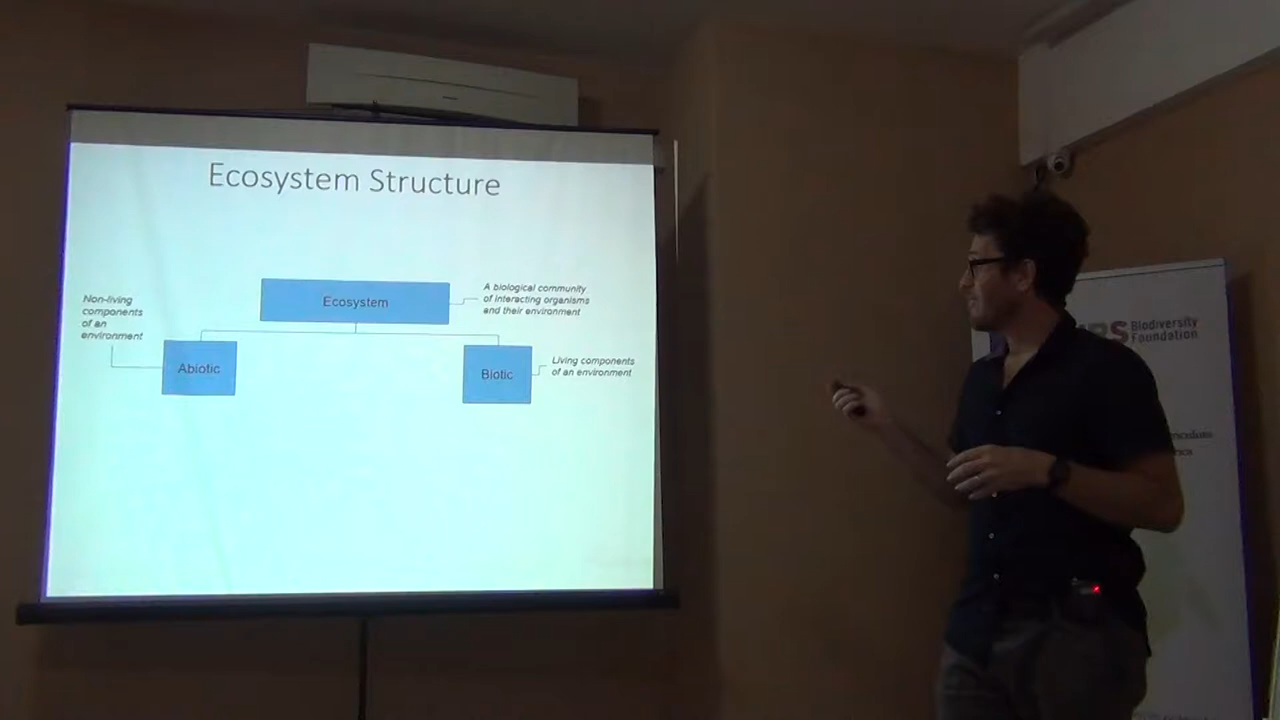 Ecosystem Structure
Non-living
components
of an
environment
Ecosystem
A biological community
of interacting organisms
and their environment
Abiotic
Biotic
Living components
of an environment
Biodiversity
Foundation